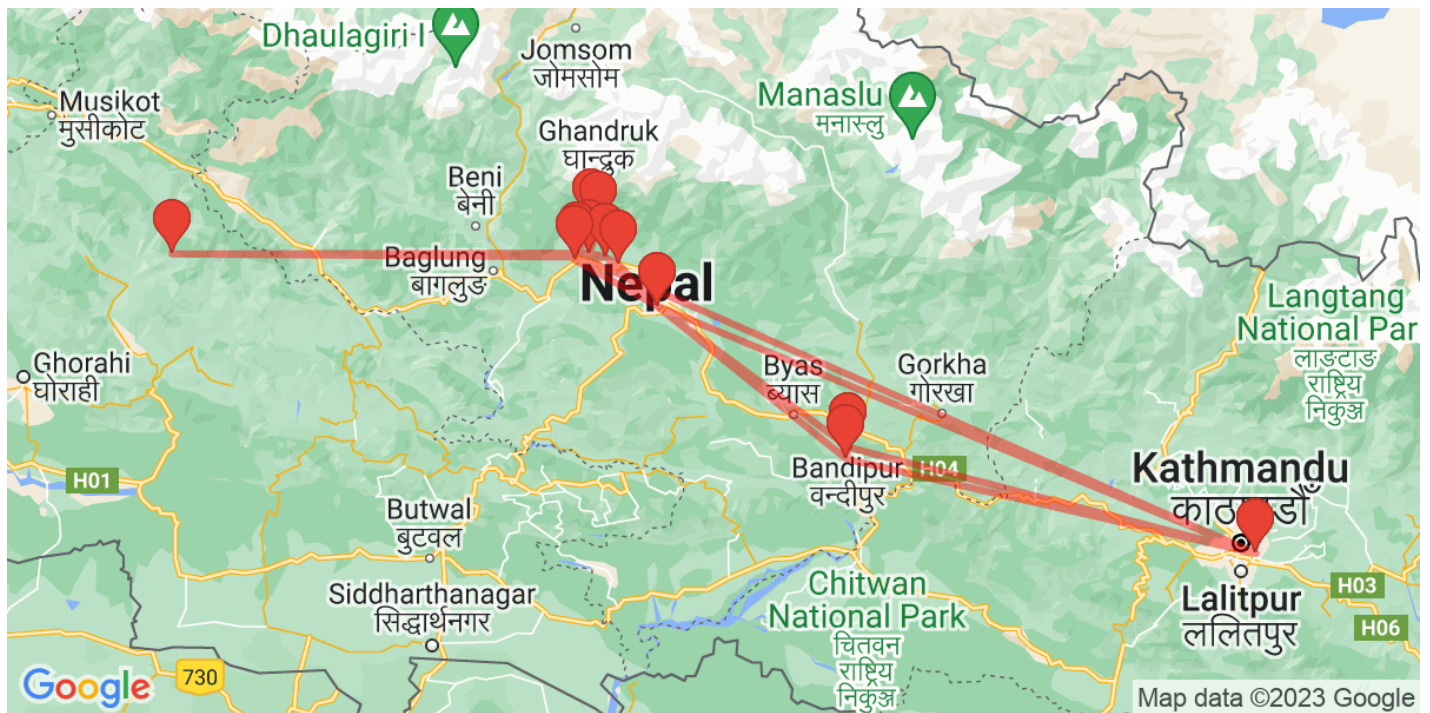 Dhaulagiri I
Jomsom
जोमसोम
Musikot
मुसीकोट
Manaslu
मनास्लु
Ghandruk
घान्द्रुक
Beni
बेनी
Baglung
बागलुङ
Nepal
Langtang
National Par
लाङटाङ
राष्ट्रिय
निकुञ्ज
Ghorahi
घोराही
Byas
ब्यास
Gorkha
गोरखा
H01
Bandipur
वन्दीपुर
H04
Kathmandu
Butwal
बुटवल
Siddharthanagar
सिद्धार्थनगर
Chitwan
National Park
चितवन
राष्ट्रिय
निकुञ्ज
Lalitpur
ललितपुर
H03
H06
730
Google
Map data ©2023 Google